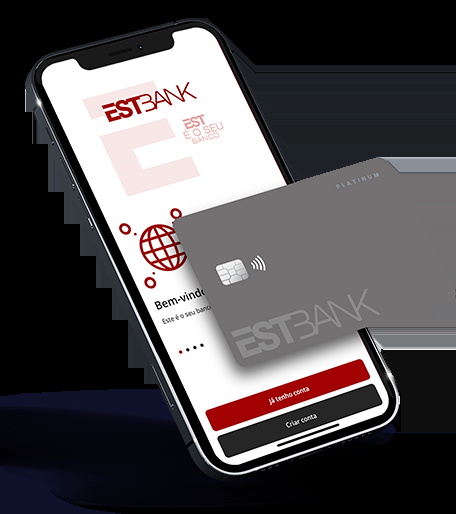 ESTBANK
EST
É O SEU
BANCO
PLATINUM
Bem-vindo
Este é o seu banco
ESTBANK
Já tenho conta
Criar conta